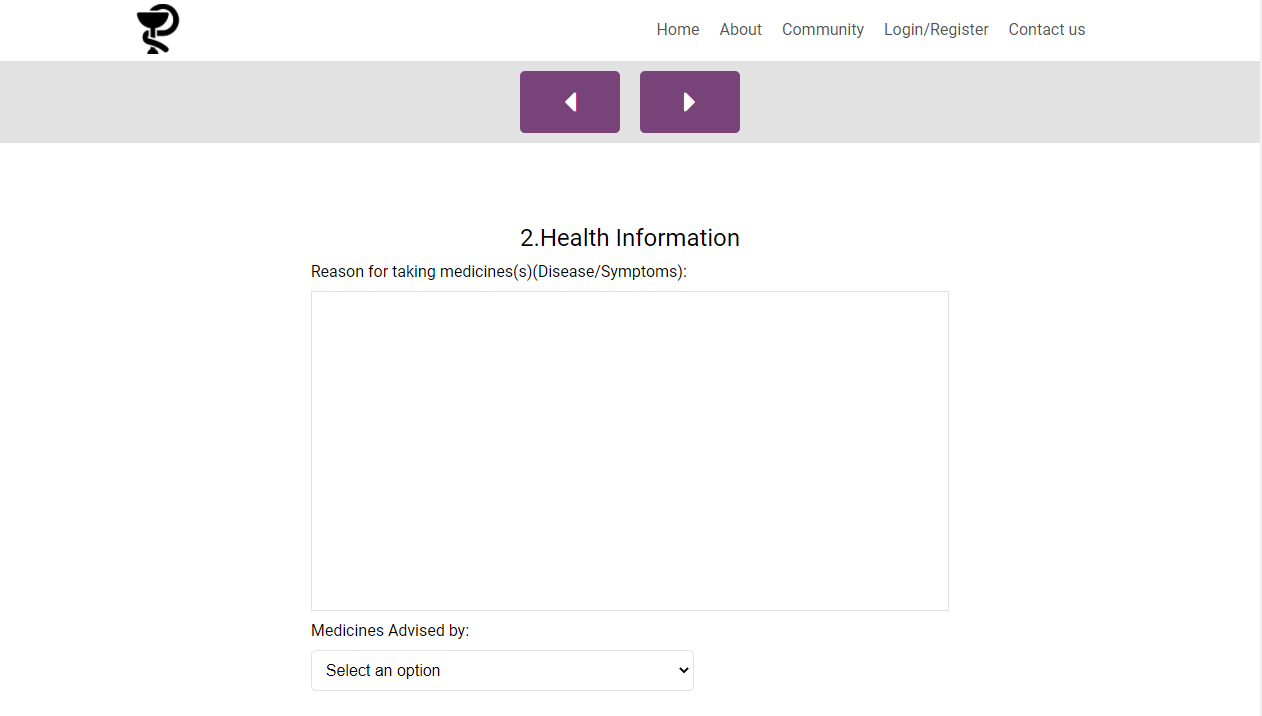 Home About Community Login/Register Contact us
2.Health Information
Reason for taking medicines(s)(Disease/Symptoms):
Medicines Advised by:
Select an option